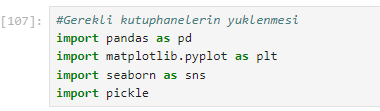 [107]: #Gerekli kutuphanelerin yuklenmesi
import pandas as pd
import matplotlib.pyplot as plt
import seaborn as sns
import pickle